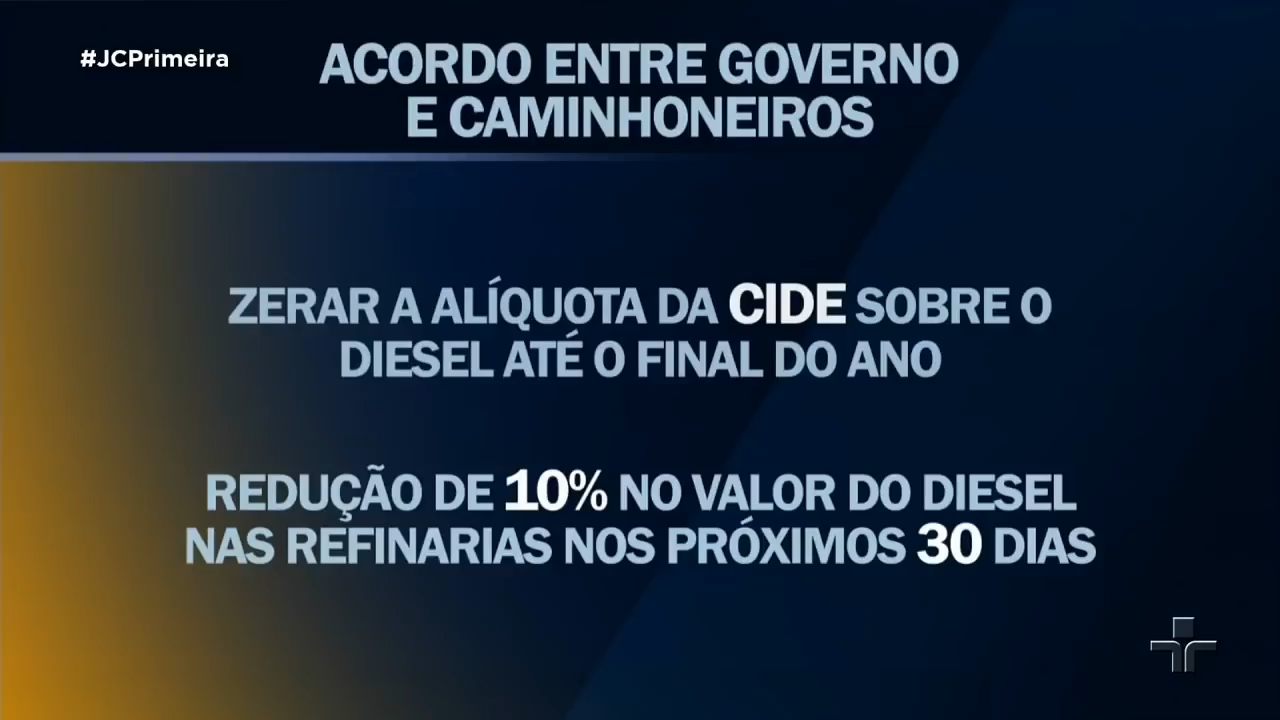 #JCPrimeira
ACORDO ENTRE GOVERNO
E CAMINHONEIROS
ZERAR A ALÍQUOTA DA CIDE SOBRE O
DIESEL ATÉ O FINAL DO ANO
REDUÇÃO DE 10% NO VALOR DO DIESEL
NAS REFINARIAS NOS PRÓXIMOS 30 DIAS